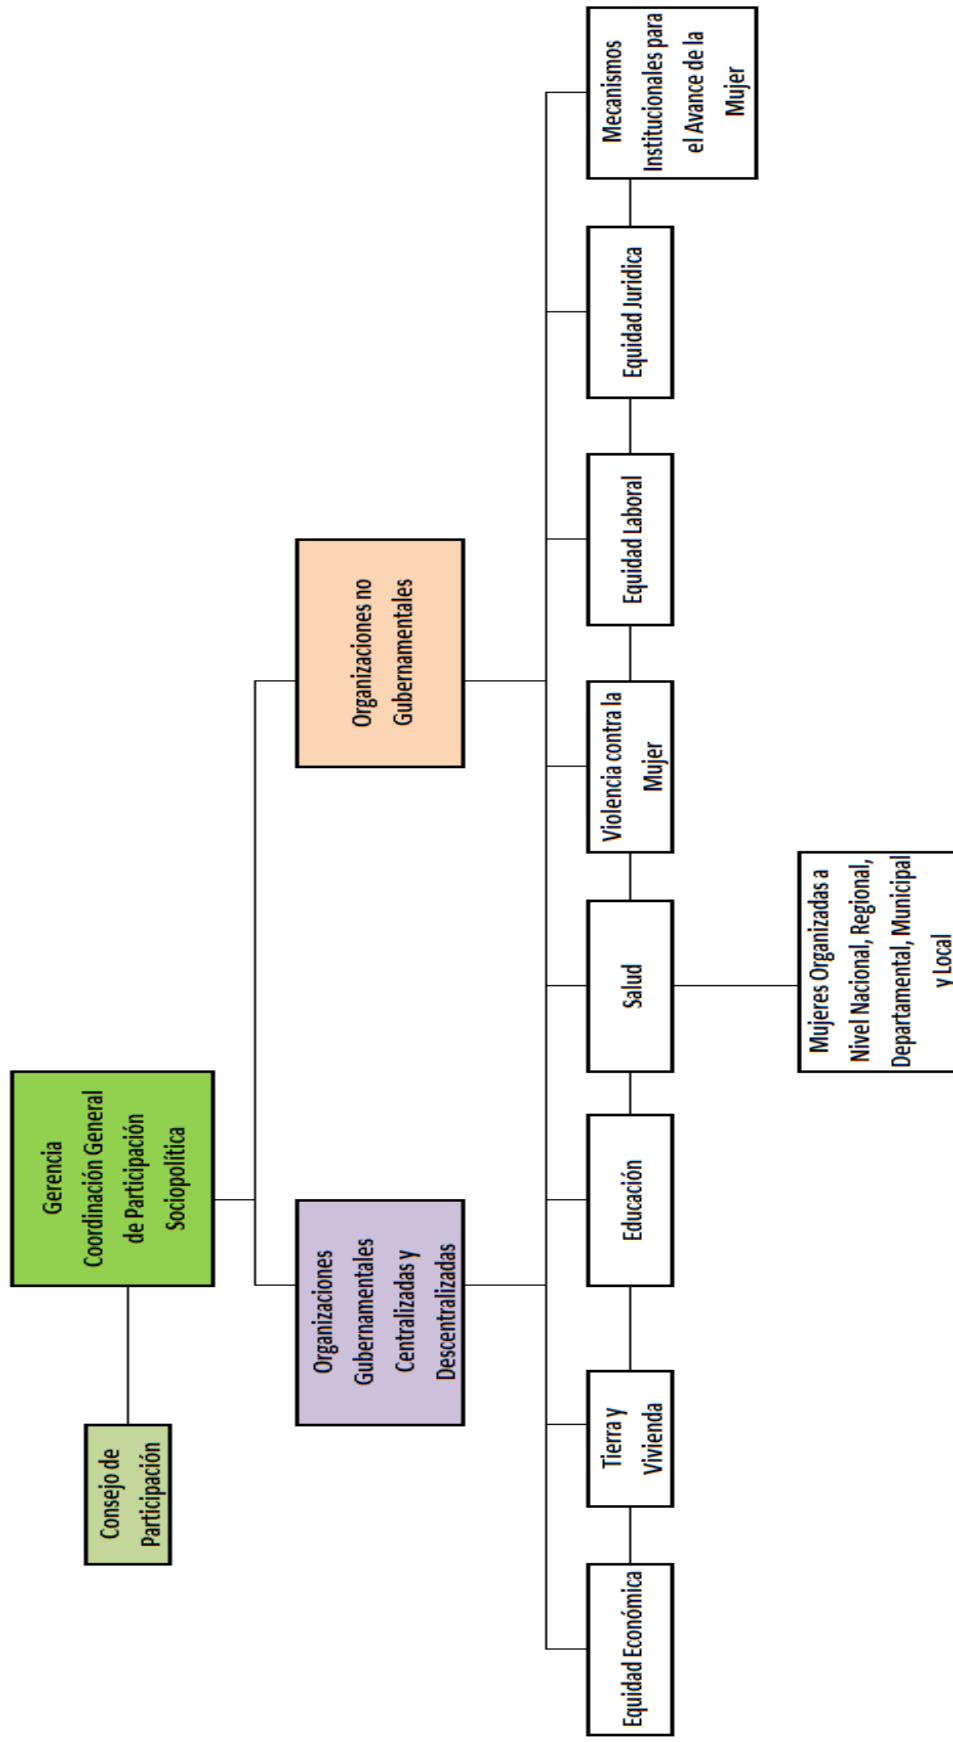 Gerencia
Coordinación General
de Participación
Sociopolítica
Consejo de
Participación
Organizaciones
Gubernamentales
Centralizadas y
Descentralizadas
Organizaciones no
Gubernamentales
Equidad Económica
Tierra y
Vivienda
Educación
Salud
Violencia contra la
Mujer
Equidad Laboral
Equidad Juridica
Mecanismos
Institucionales para
el Avance de la
Mujer
Mujeres Organizadas a
Nivel Nacional, Regional,
Departamental, Municipal
y Local